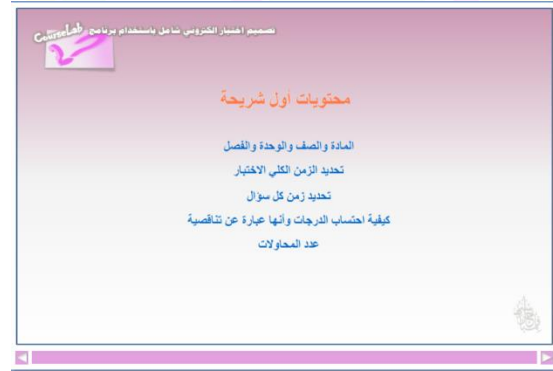 تصميم اختبار الكتروني شامل باستخدام برنامج CourseLab
محتويات أول شريحة
المادة والصف والوحدة والفصل
تحديد الزمن الكلي الاختبار
تحديد زمن كل سؤال
كيفية احتساب الدرجات وأنها عبارة عن تناقصية
عدد المحاولات